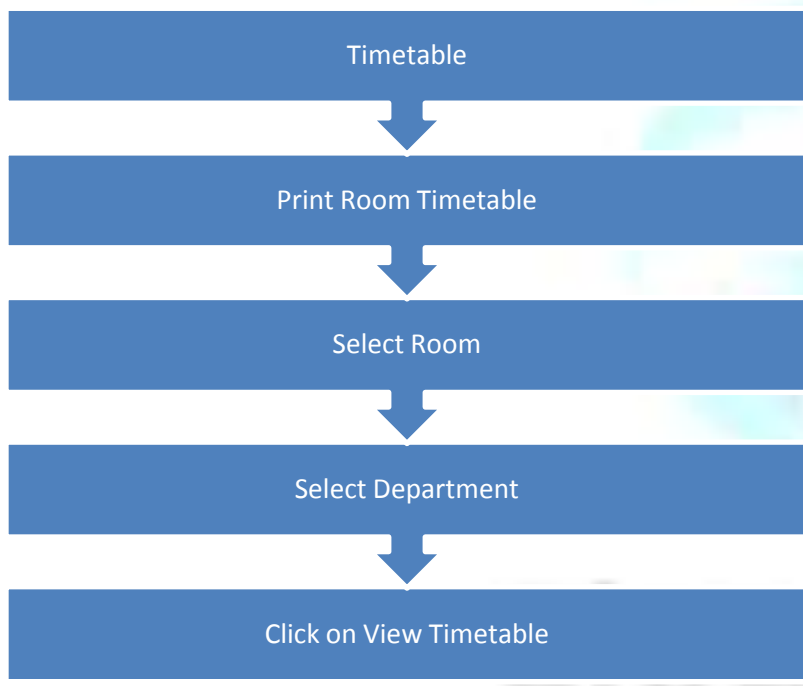 Timetable
Print Room Timetable
Select Room
Select Department
Click on View Timetable